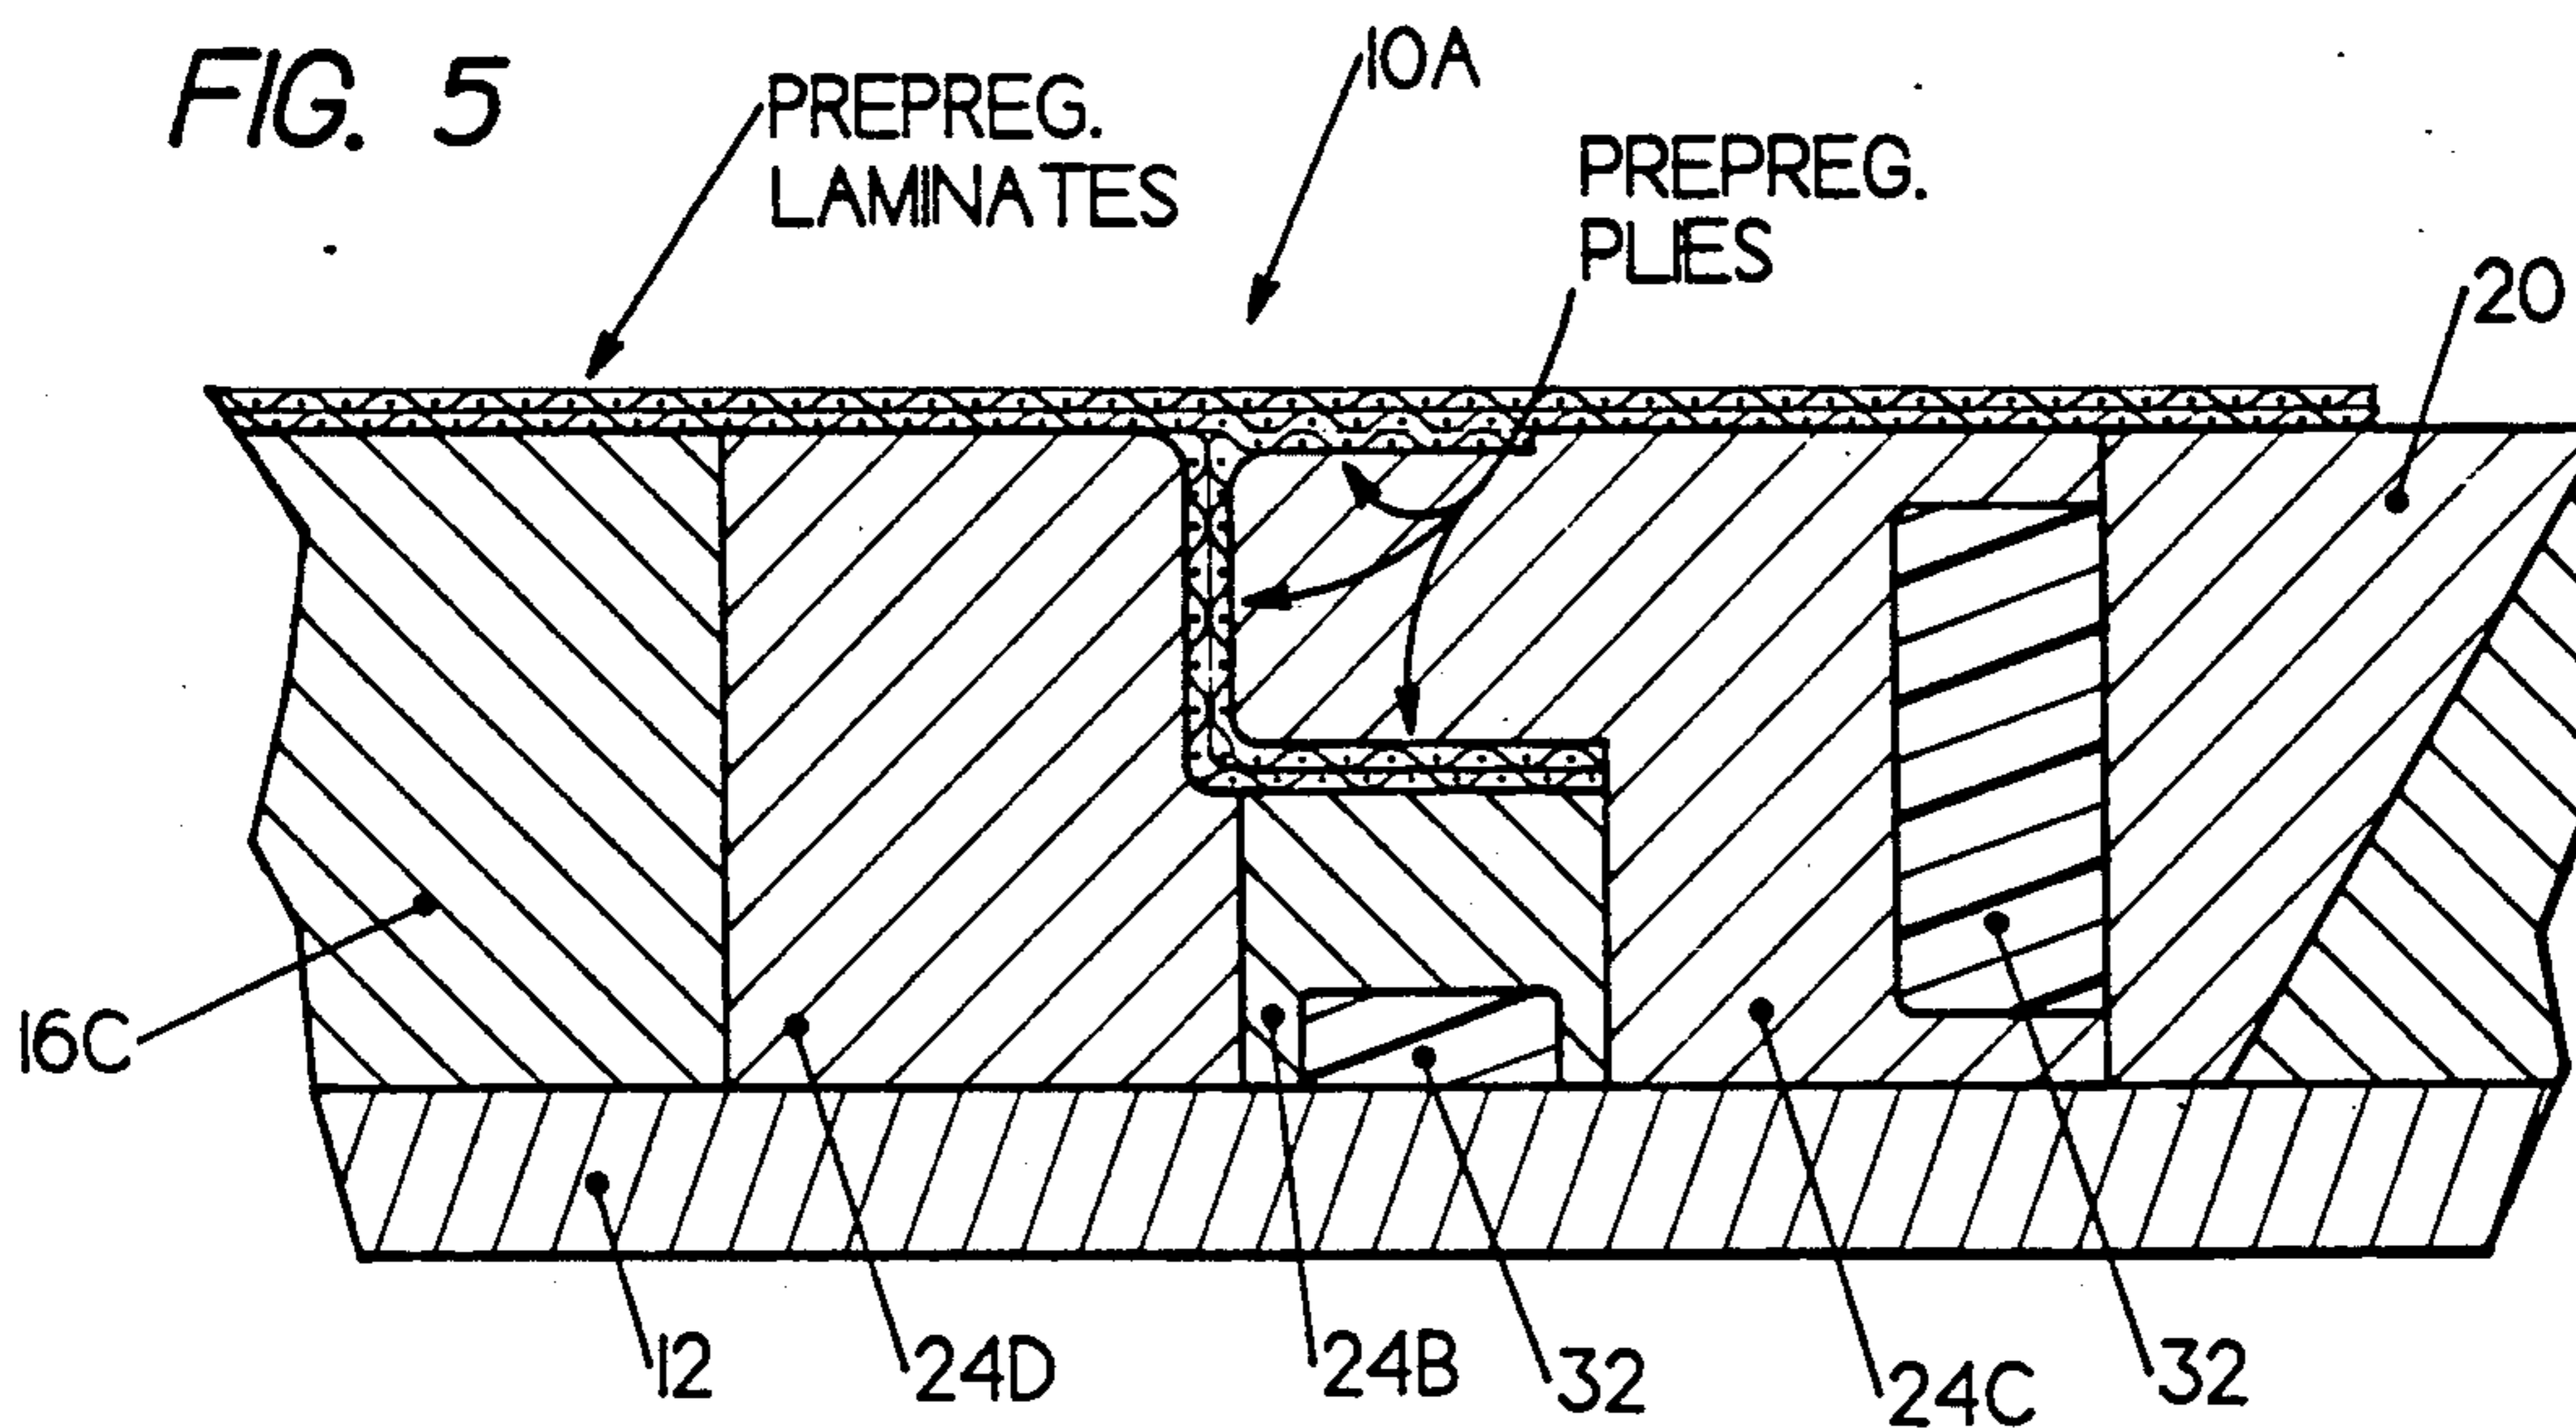 FIG. 5
PREPREG.
LAMINATES
10A
PREPREG.
PLIES
20
16C
12
24D
24B
32
24C
32